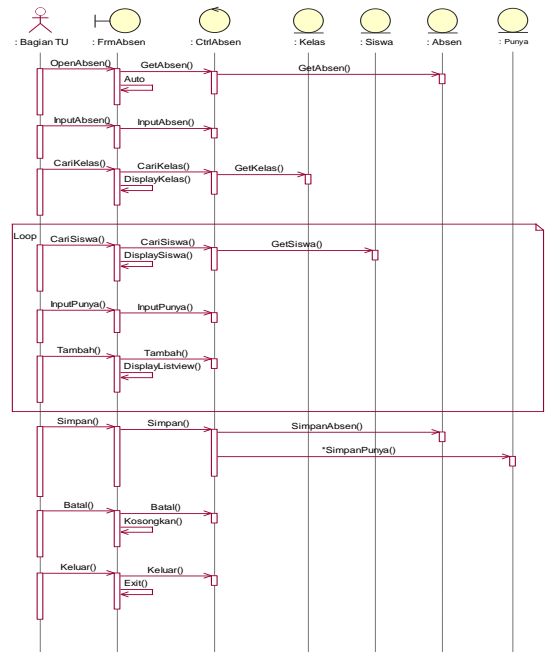 : Bagian TU : FrmAbsen : CtrlAbsen : Kelas : Siswa : Absen : Punya
OpenAbsen() GetAbsen() GetAbsen()
Auto
InputAbsen() InputAbsen()
CariKelas() CariKelas() GetKelas()
DisplayKelas()
Loop
CariSiswa() CariSiswa() GetSiswa()
DisplaySiswa()
InputPunya() InputPunya()
Tambah() Tambah()
DisplayListview()
Simpan() Simpan() SimpanAbsen()
*SimpanPunya()
Batal() Batal()
Kosongkan()
Keluar() Keluar()
Exit()